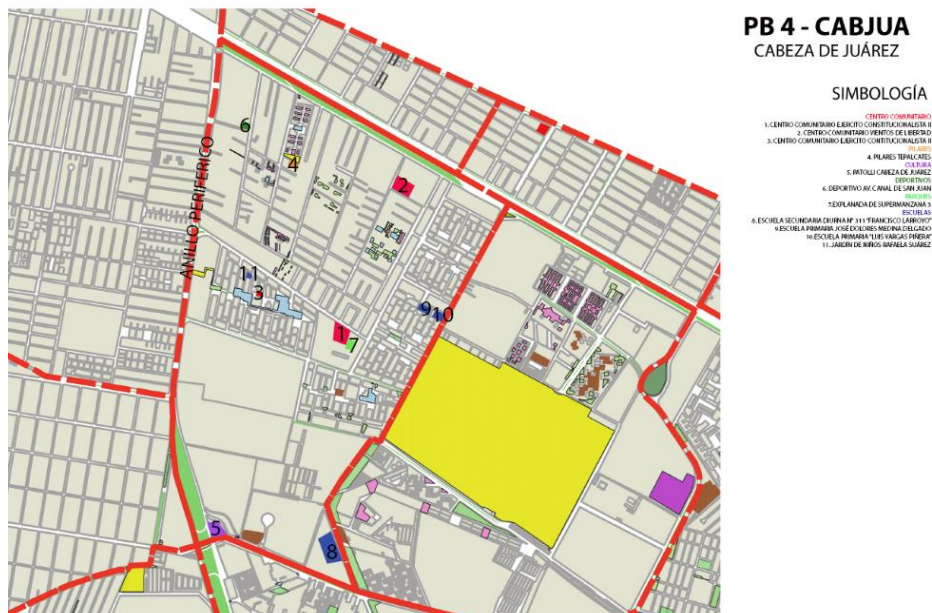 PB 4 - CABJUA
CABEZA DE JUÁREZ
SIMBOLOGÍA
CENTRO COMUNITARIO
1. CENTRO COMUNITARIO EJERCITO CONSTITUCIONALISTA II
2. CENTRO COMUNITARIO VIENTOS DE LIBERTAD
3. CENTRO COMUNITARIO EJERCITO CONTITUCIONALISTA II
PILARES
4. PILARES TEPALCATES
CULTURA
5. PATOLLI CABEZA DE JUAREZ
DEPORTIVOS
6. DEPORTIVO AV. CANAL DE SAN JUAN
PARQUES
7.EXPLANADA DE SUPERMANZANA 3
ESCUELAS
8. ESCUELA SECUNDARIA DIURNA N° 311 "FRANCISCO LARROYO"
9.ESCUELA PRIMARIA JOSÉ DOLORES MEDINA DELGADO
10.ESCUELA PRIMARIA "LUIS VARGAS PIÑERA"
11. JARDÍN DE NIÑOS RAFAELA SUÁREZ
6
4
2
ANILLO PERIFERICO
11
3
9
10
1
7
5
8